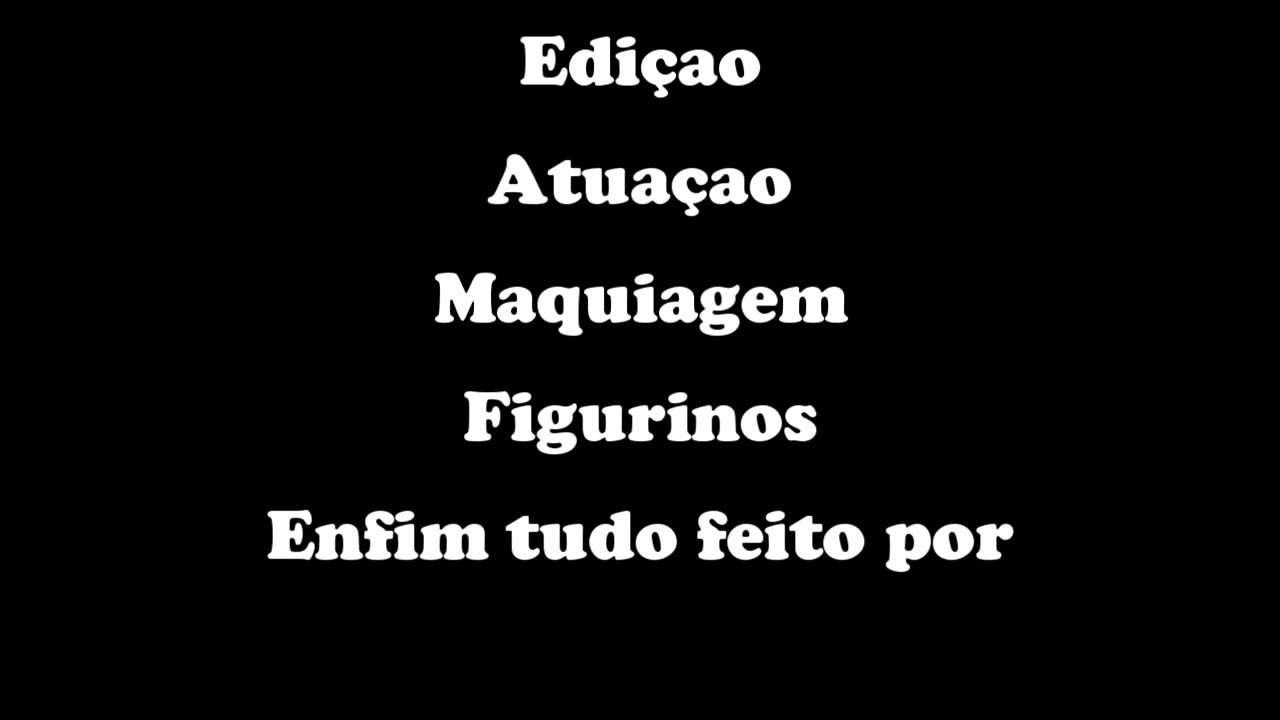 Ediçao
Atuaçao
Maquiagem
Figurinos
Enfim tudo feito por